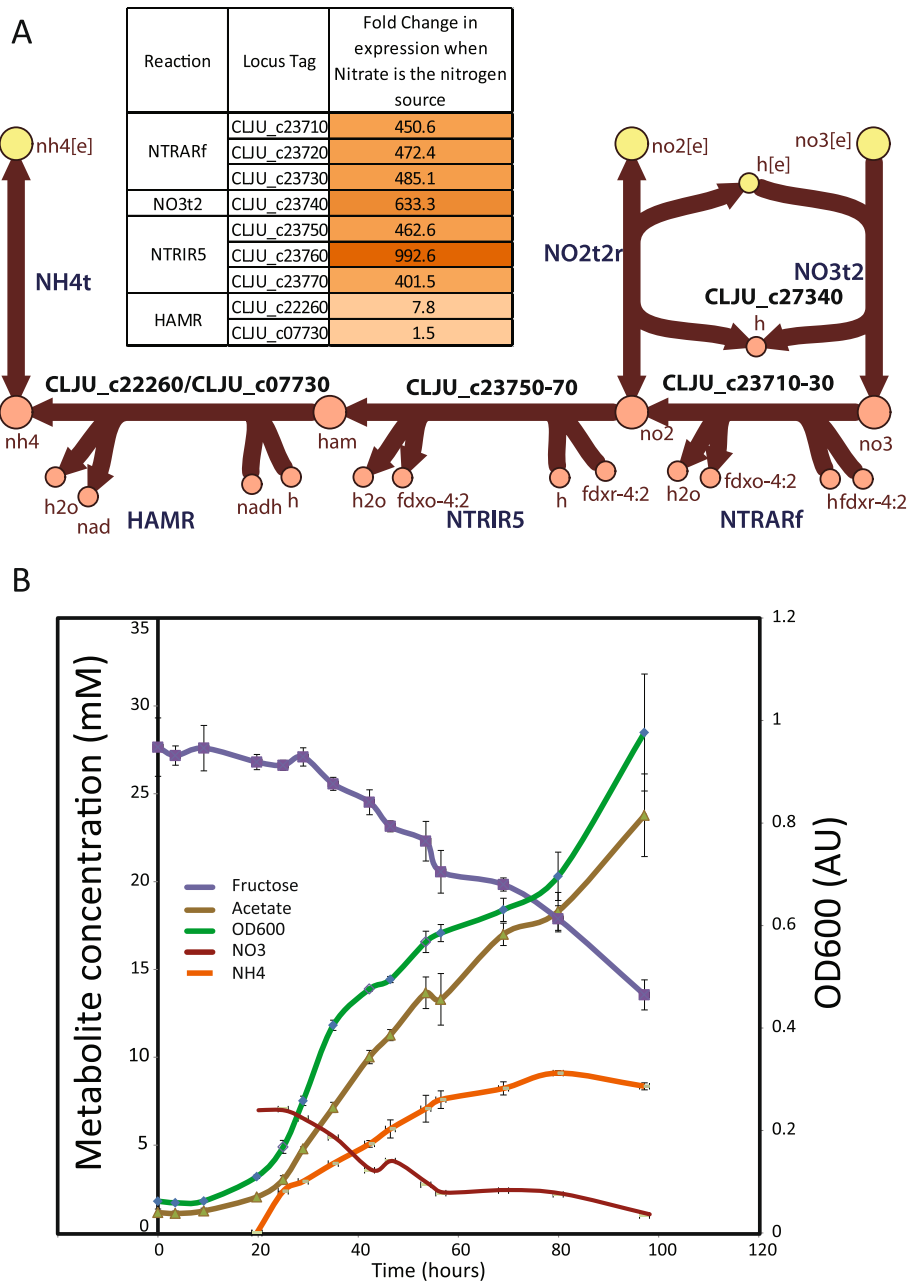 A
Reaction Locus Tag Fold Change in expression when Nitrate is the nitrogen source
NTRARf CLJU_c23710 450.6
CLJU_c23720 472.4
CLJU_c23730 485.1
NO3t2 CLJU_c23740 633.3
NTRIR5 CLJU_c23750 462.6
CLJU_c23760 992.6
CLJU_c23770 401.5
HAMR CLJU_c22260 7.8
CLJU_c07730 1.5
nh4[e]
no2[e]
h[e]
no3[e]
NH4t
NO2t2r
NO3t2
CLJU_c27340
h
CLJU_c22260/CLJU_c07730
CLJU_c23750-70
CLJU_c23710-30
nh4
ham
no2
no3
h2o
nad
nadh
h
h2o
fdxo-4:2
h
fdxr-4:2
h2o
fdxo-4:2
h
fdxr-4:2
HAMR
NTRIR5
NTRARf
B
Metabolite concentration (mM)
35
30
25
20
15
10
5
0
Fructose
Acetate
OD600
NO3
NH4
1.2
1
0.8
0.6
0.4
0.2
0
OD600 (AU)
0 20 40 60 80 100 120
Time (hours)